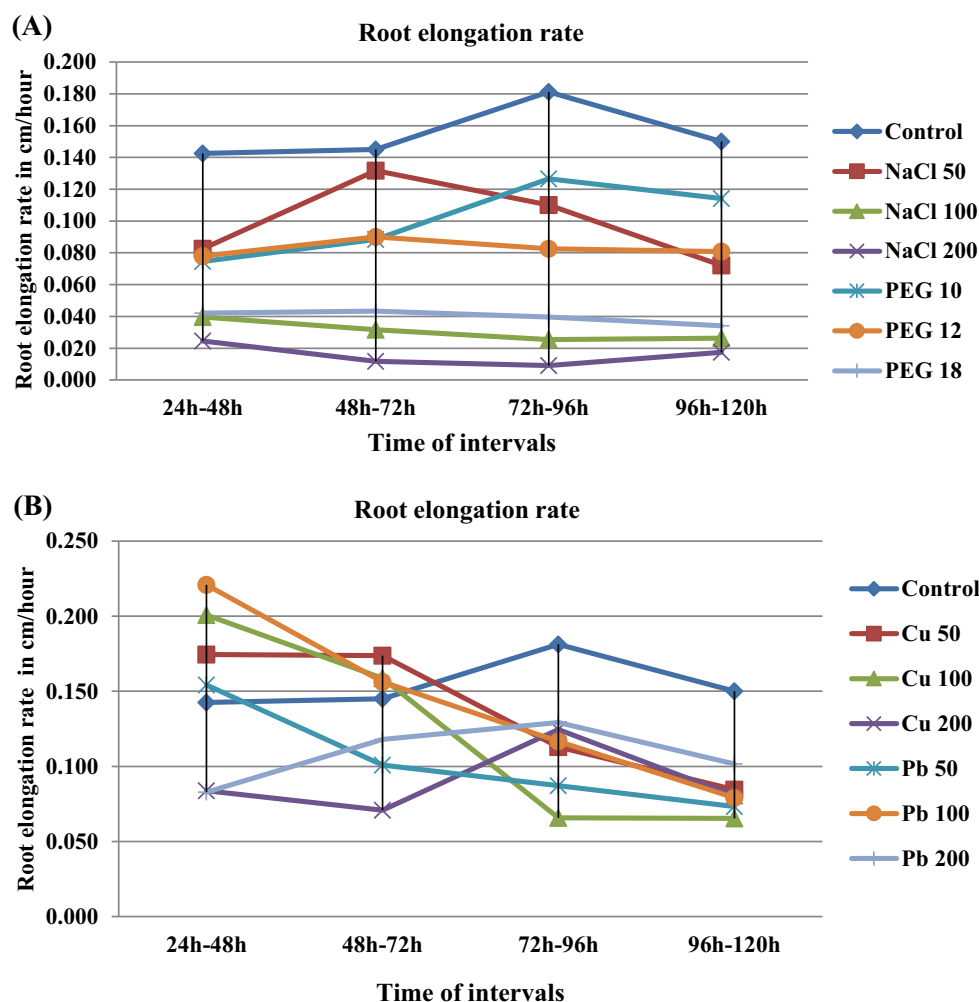 (A)
Root elongation rate
Root elongation rate in cm/hour
0.200
0.180
0.160
0.140
0.120
0.100
0.080
0.060
0.040
0.020
0.000
24h-48h 48h-72h 72h-96h 96h-120h
Time of intervals
Control
NaCl 50
NaCl 100
NaCl 200
PEG 10
PEG 12
PEG 18
(B)
Root elongation rate
Root elongation rate in cm/hour
0.250
0.200
0.150
0.100
0.050
0.000
24h-48h 48h-72h 72h-96h 96h-120h
Time of intervals
Control
Cu 50
Cu 100
Cu 200
Pb 50
Pb 100
Pb 200